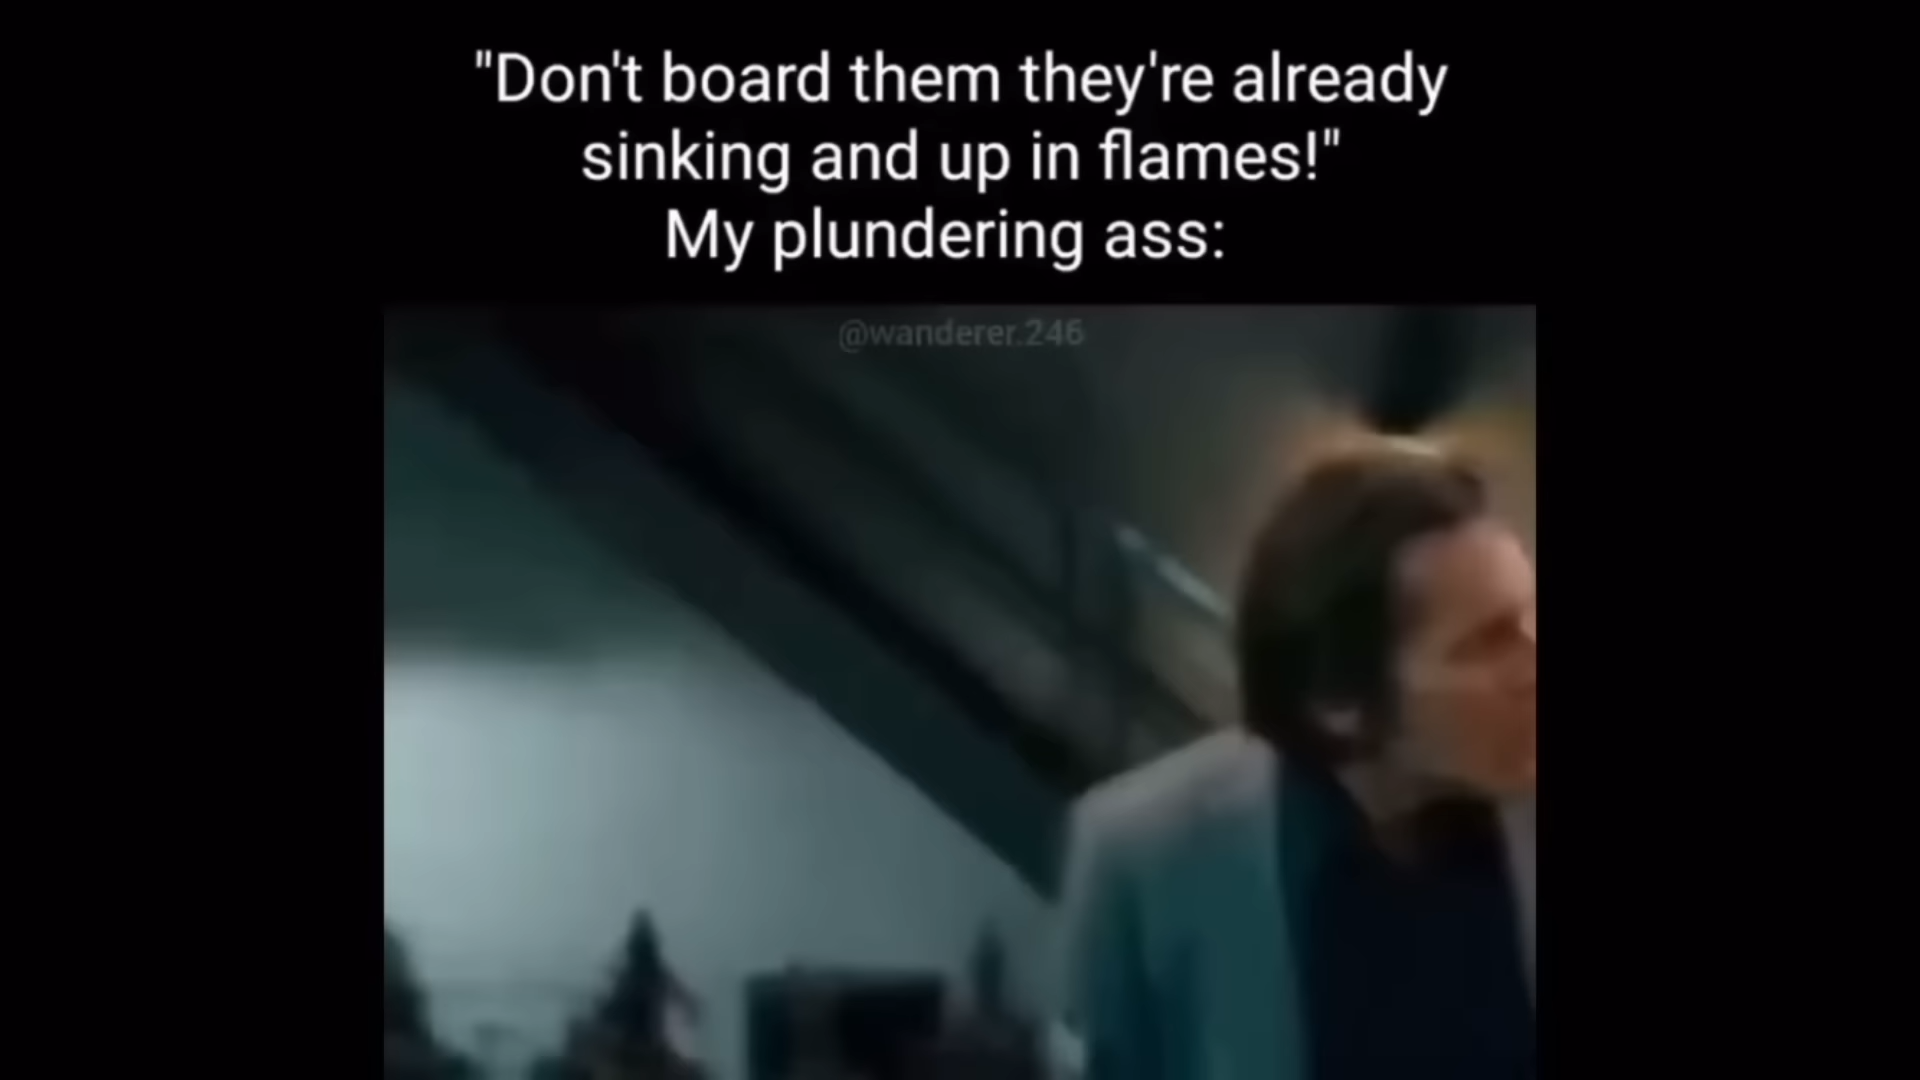 "Don't board them they're already
sinking and up in flames!"
My plundering ass:
@wanderer.246